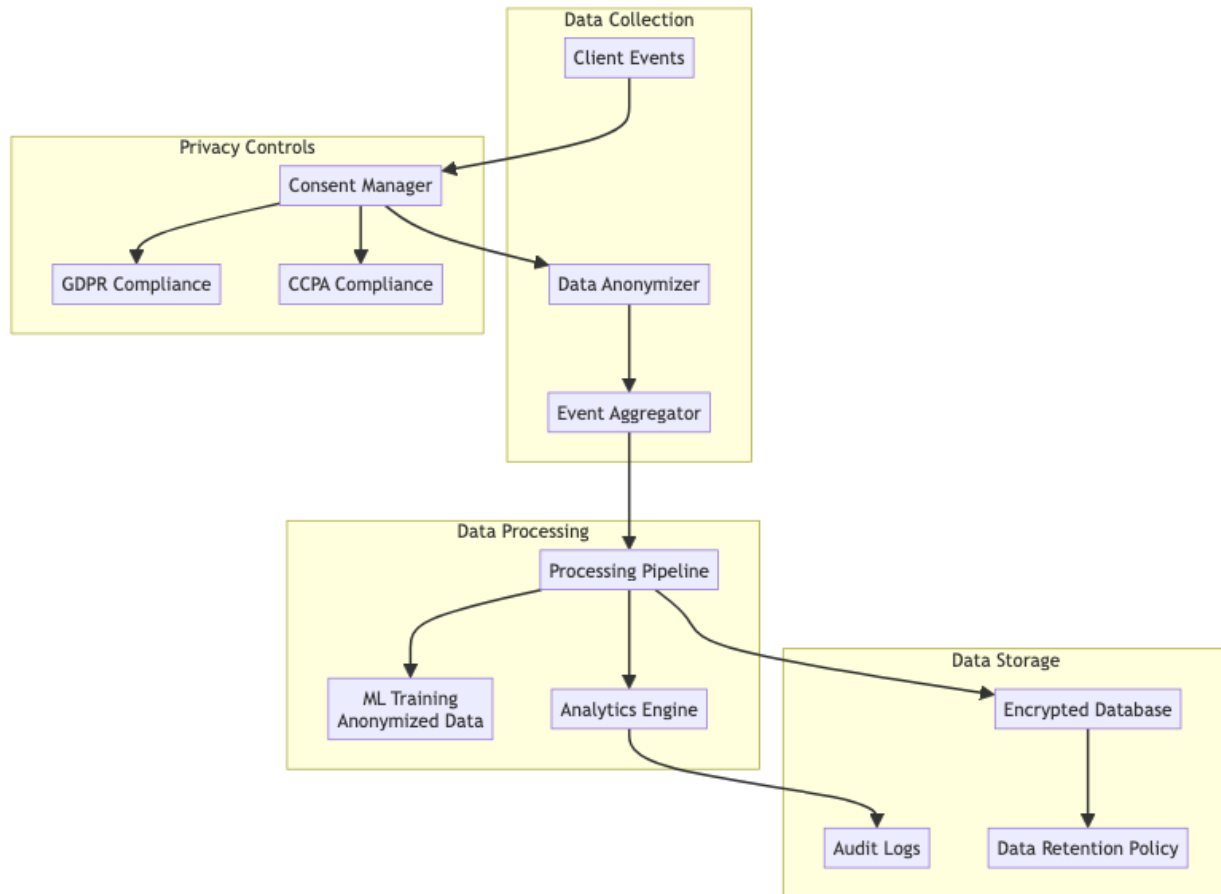 Data Collection
Client Events
Privacy Controls
Consent Manager
GDPR Compliance
CCPA Compliance
Data Anonymizer
Event Aggregator
Data Processing
Processing Pipeline
ML Training
Anonymized Data
Analytics Engine
Data Storage
Encrypted Database
Audit Logs
Data Retention Policy